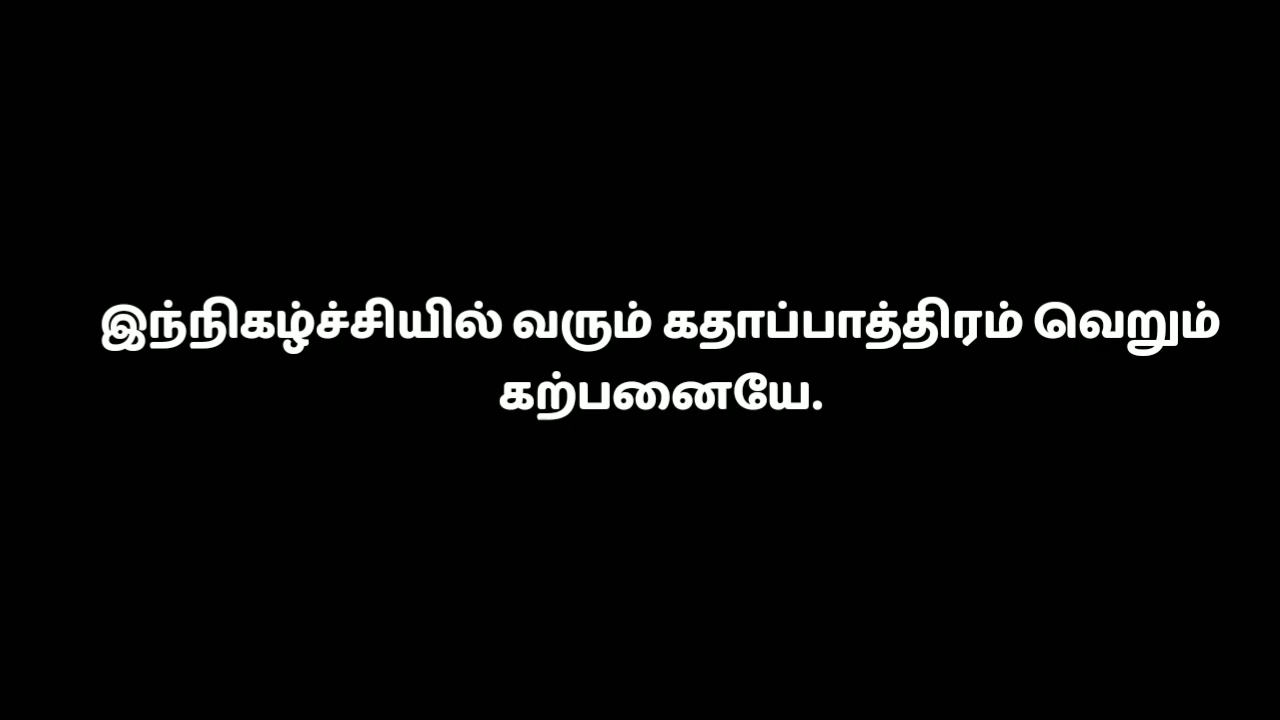 இந்நிகழ்ச்சியில் வரும் கதாப்பாத்திரம் வெறும்
கற்பனையே.